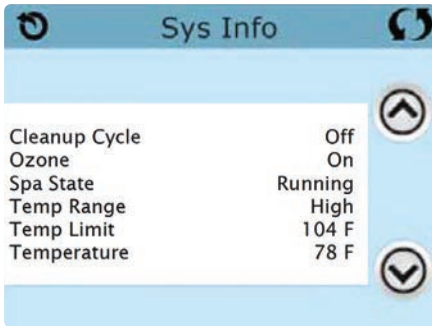 Sys Info
Cleanup Cycle Off
Ozone On
Spa State Running
Temp Range High
Temp Limit 104 F
Temperature 78 F